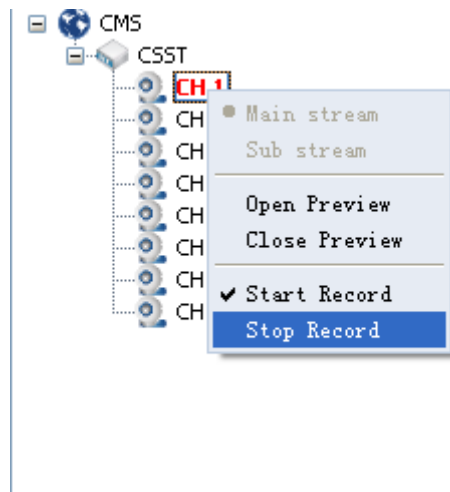 CMS
CSST
CH 1
CH
CH
CH
CH
CH
CH
CH
Main stream
Sub stream
Open Preview
Close Preview
Start Record
Stop Record